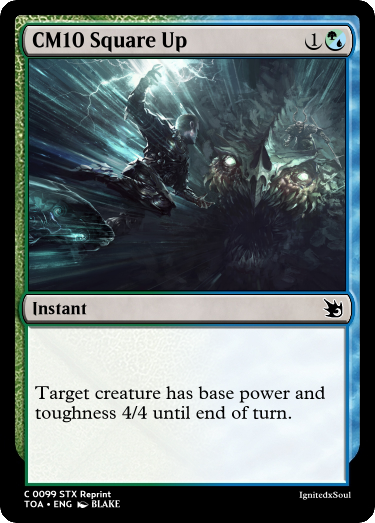 CM10 Square Up 1
Instant
Target creature has base power and
toughness 4/4 until end of turn.
C 0099 STX Reprint
TOA • ENG BLAKE IgnitedxSoul